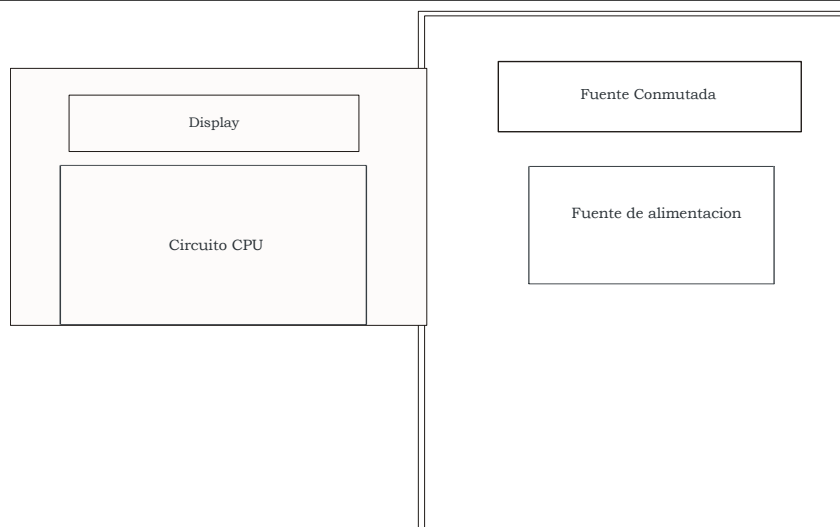 Display
Circuito CPU
Fuente Conmutada
Fuente de alimentacion